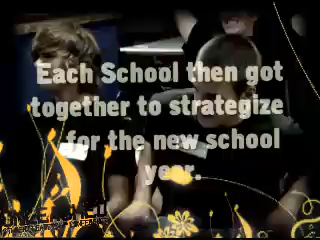 Each School then got
together to strategize
for the new school
year.